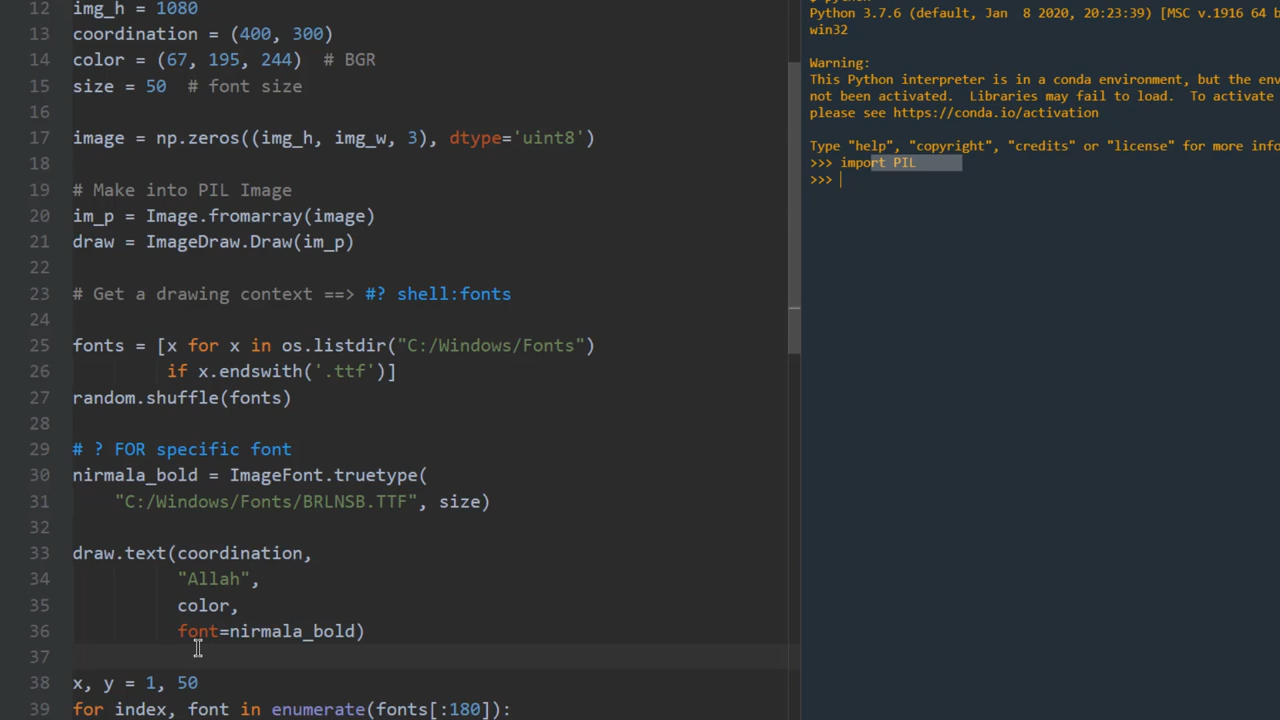 12 img_h = 1080
13 coordination = (400, 300)
14 color = (67, 195, 244)  # BGR
15 size = 50  # font size
16
17 image = np.zeros((img_h, img_w, 3), dtype='uint8')
18
19 # Make into PIL Image
20 im_p = Image.fromarray(image)
21 draw = ImageDraw.Draw(im_p)
22
23 # Get a drawing context ==> #? shell:fonts
24
25 fonts = [x for x in os.listdir("C:/Windows/Fonts")
26          if x.endswith('.ttf')]
27 random.shuffle(fonts)
28
29 # ? FOR specific font
30 nirmala_bold = ImageFont.truetype(
31     "C:/Windows/Fonts/BRLNSB.TTF", size)
32
33 draw.text(coordination,
34           "Allah",
35           color,
36           font=nirmala_bold)
37
38 x, y = 1, 50
39 for index, font in enumerate(fonts[:180]):
Python 3.7.6 (default, Jan  8 2020, 20:23:39) [MSC v.1916 64 b
win32
Warning:
This Python interpreter is in a conda environment, but the env
not been activated.  Libraries may fail to load.  To activate
please see https://conda.io/activation
Type "help", "copyright", "credits" or "license" for more info
>>> import PIL
>>>